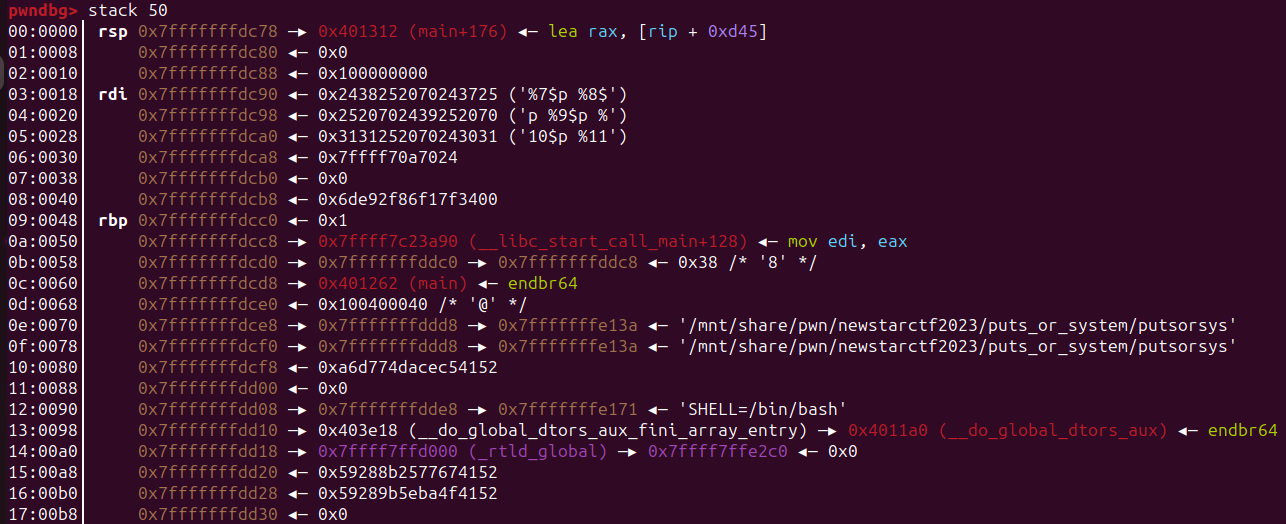 pwndbg> stack 50
00:0000│ rsp 0x7fffffffdc78 —▸ 0x401312 (main+176) ◂— lea rax, [rip + 0xd45]
01:0008│     0x7fffffffdc80 ◂— 0x0
02:0010│     0x7fffffffdc88 ◂— 0x100000000
03:0018│ rdi 0x7fffffffdc90 ◂— 0x2438252070243725 ('%7$p %8$')
04:0020│     0x7fffffffdc98 ◂— 0x2520702439252070 ('p %9$p %')
05:0028│     0x7fffffffdca0 ◂— 0x3131252070243031 ('10$p %11')
06:0030│     0x7fffffffdca8 ◂— 0x7ffff70a7024
07:0038│     0x7fffffffdcb0 ◂— 0x0
08:0040│     0x7fffffffdcb8 ◂— 0x6de92f86f17f3400
09:0048│ rbp 0x7fffffffdcc0 ◂— 0x1
0a:0050│     0x7fffffffdcc8 —▸ 0x7ffff7c23a90 (__libc_start_call_main+128) ◂— mov edi, eax
0b:0058│     0x7fffffffdcd0 —▸ 0x7fffffffddc0 —▸ 0x7fffffffddc8 ◂— 0x38 /* '8' */
0c:0060│     0x7fffffffdcd8 —▸ 0x401262 (main) ◂— endbr64
0d:0068│     0x7fffffffdce0 ◂— 0x100400040 /* '@' */
0e:0070│     0x7fffffffdce8 —▸ 0x7fffffffddd8 —▸ 0x7fffffffe13a ◂— '/mnt/share/pwn/newstarctf2023/puts_or_system/putsorsys'
0f:0078│     0x7fffffffdcf0 —▸ 0x7fffffffddd8 —▸ 0x7fffffffe13a ◂— '/mnt/share/pwn/newstarctf2023/puts_or_system/putsorsys'
10:0080│     0x7fffffffdcf8 ◂— 0xa6d774dacec54152
11:0088│     0x7fffffffdd00 ◂— 0x0
12:0090│     0x7fffffffdd08 —▸ 0x7fffffffdde8 —▸ 0x7fffffffe171 ◂— 'SHELL=/bin/bash'
13:0098│     0x7fffffffdd10 —▸ 0x403e18 (__do_global_dtors_aux_fini_array_entry) —▸ 0x4011a0 (__do_global_dtors_aux) ◂— endbr64
14:00a0│     0x7fffffffdd18 —▸ 0x7ffff7ffd000 (_rtld_global) —▸ 0x7ffff7ffe2c0 ◂— 0x0
15:00a8│     0x7fffffffdd20 ◂— 0x59288b2577674152
16:00b0│     0x7fffffffdd28 ◂— 0x59289b5eba4f4152
17:00b8│     0x7fffffffdd30 ◂— 0x0